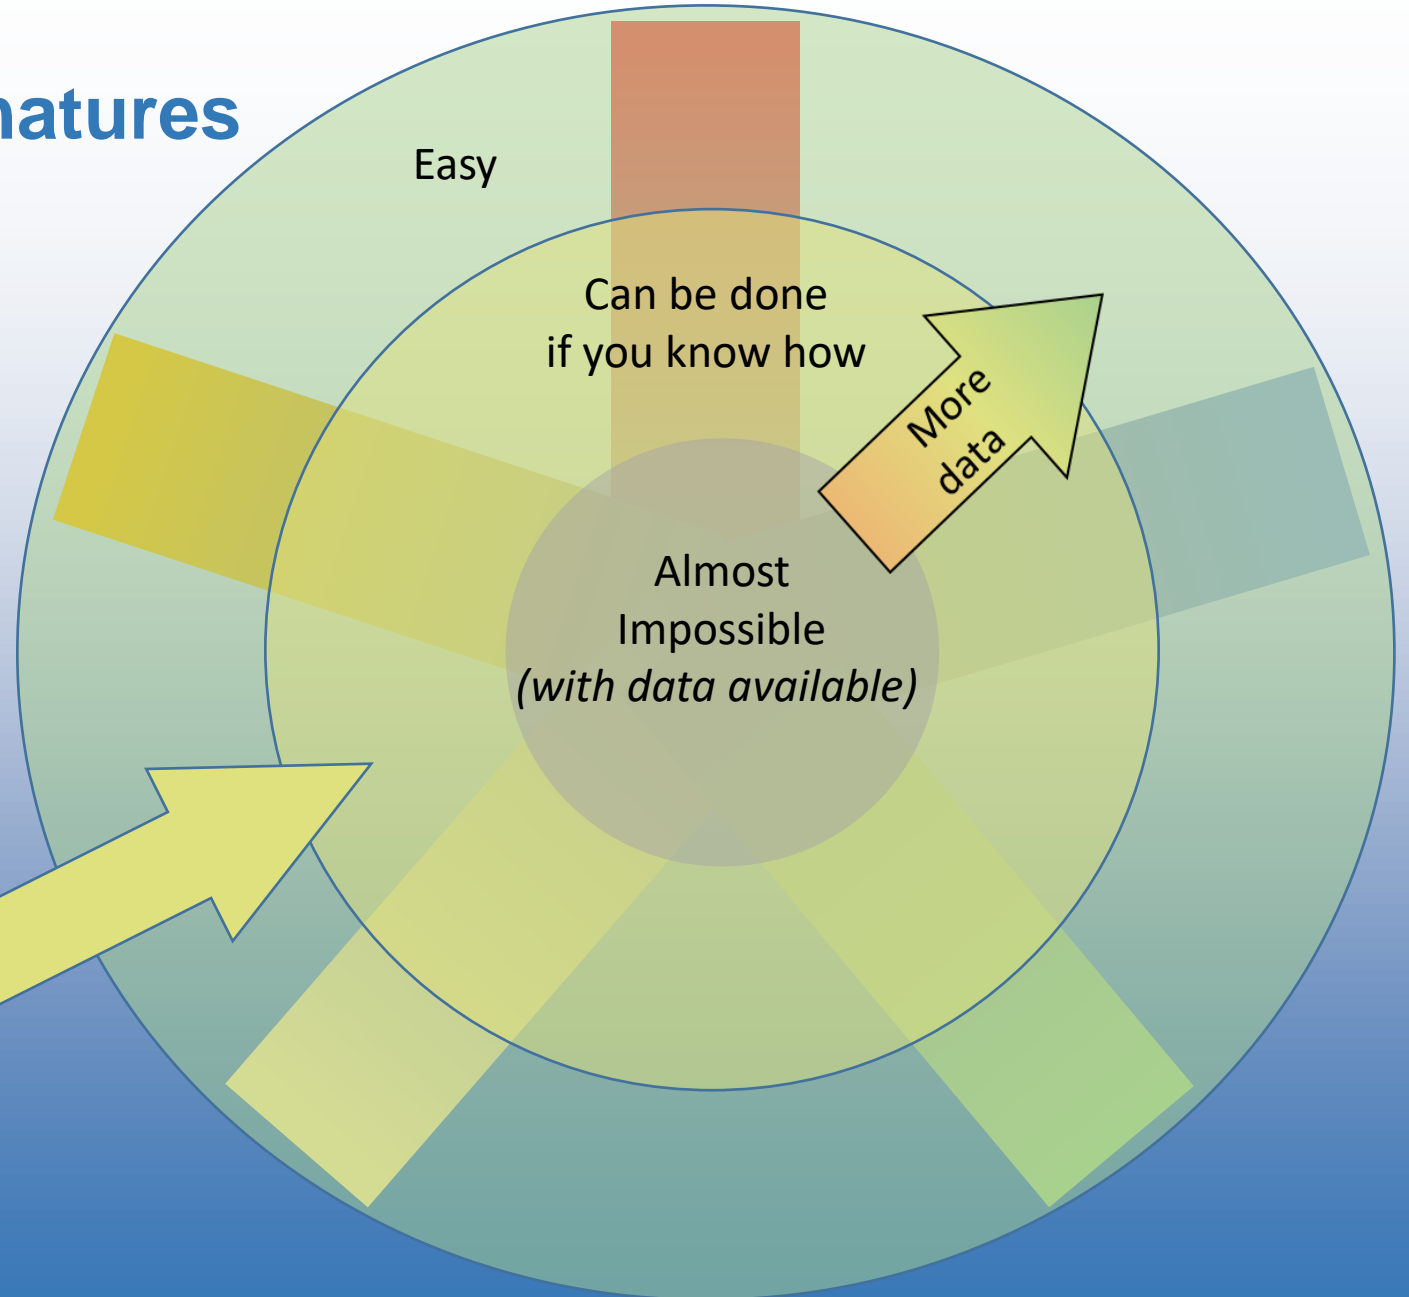 natures
Easy
Can be done
if you know how
More
data
Almost
Impossible
(with data available)